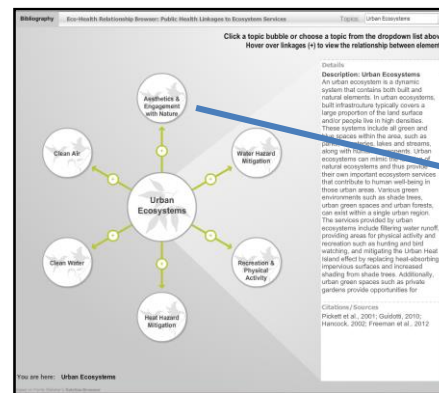 Bibliography Eco-Health Relationship Browser: Public Health Linkages to Ecosystem Services Topics Urban Ecosystems
Click a topic bubble or choose a topic from the dropdown list abov
Hover over linkages (+) to view the relationship between element
Aesthetics &
Engagement
with Nature
Clean Air
Water Hazard
Mitigation
Urban
Ecosystems
Clean Water
Recreation &
Physical
Activity
Heat Hazard
Mitigation
Details
Description: Urban Ecosystems
An urban ecosystem is a dynamic
system that contains both built and
natural elements. In urban ecosystems,
built infrastructure typically covers a
large proportion of the land surface
and/or people live in high densities.
These systems include all green and
blue spaces within the area, such as
lakes and streams,
along with components. Urban
ecosystems can mimic the of
natural ecosystems and thus provide
their own important ecosystem services
that contribute to human well-being in
those urban areas. Various green
environments such as shade trees,
urban green spaces and urban forests,
can exist within a single urban region.
The services provided by urban
ecosystems include filtering water runoff,
providing areas for physical activity and
recreation such as hunting and bird
watching, and mitigating the Urban Heat
Island effect by replacing heat-absorbing
impervious surfaces and increased
shading from shade trees. Additionally,
urban green spaces such as private
gardens provide opportunities for
Citations/Sources
Pickett et al., 2001; Guidotti, 2010;
Hancock, 2002; Freeman et al., 2012
You are here: Urban Ecosystems